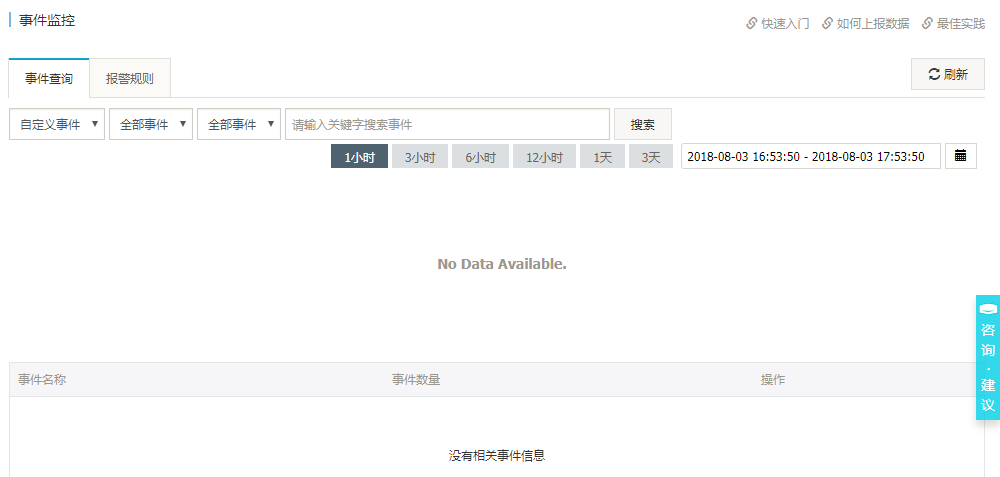 事件监控
快速入门 如何上报数据 最佳实践
事件查询 报警规则
刷新
自定义事件 全部事件 全部事件 请输入关键字搜索事件 搜索
1小时 3小时 6小时 12小时 1天 3天 2018-08-03 16:53:50 - 2018-08-03 17:53:50
No Data Available.
咨询·建议
事件名称 事件数量 操作
没有相关事件信息